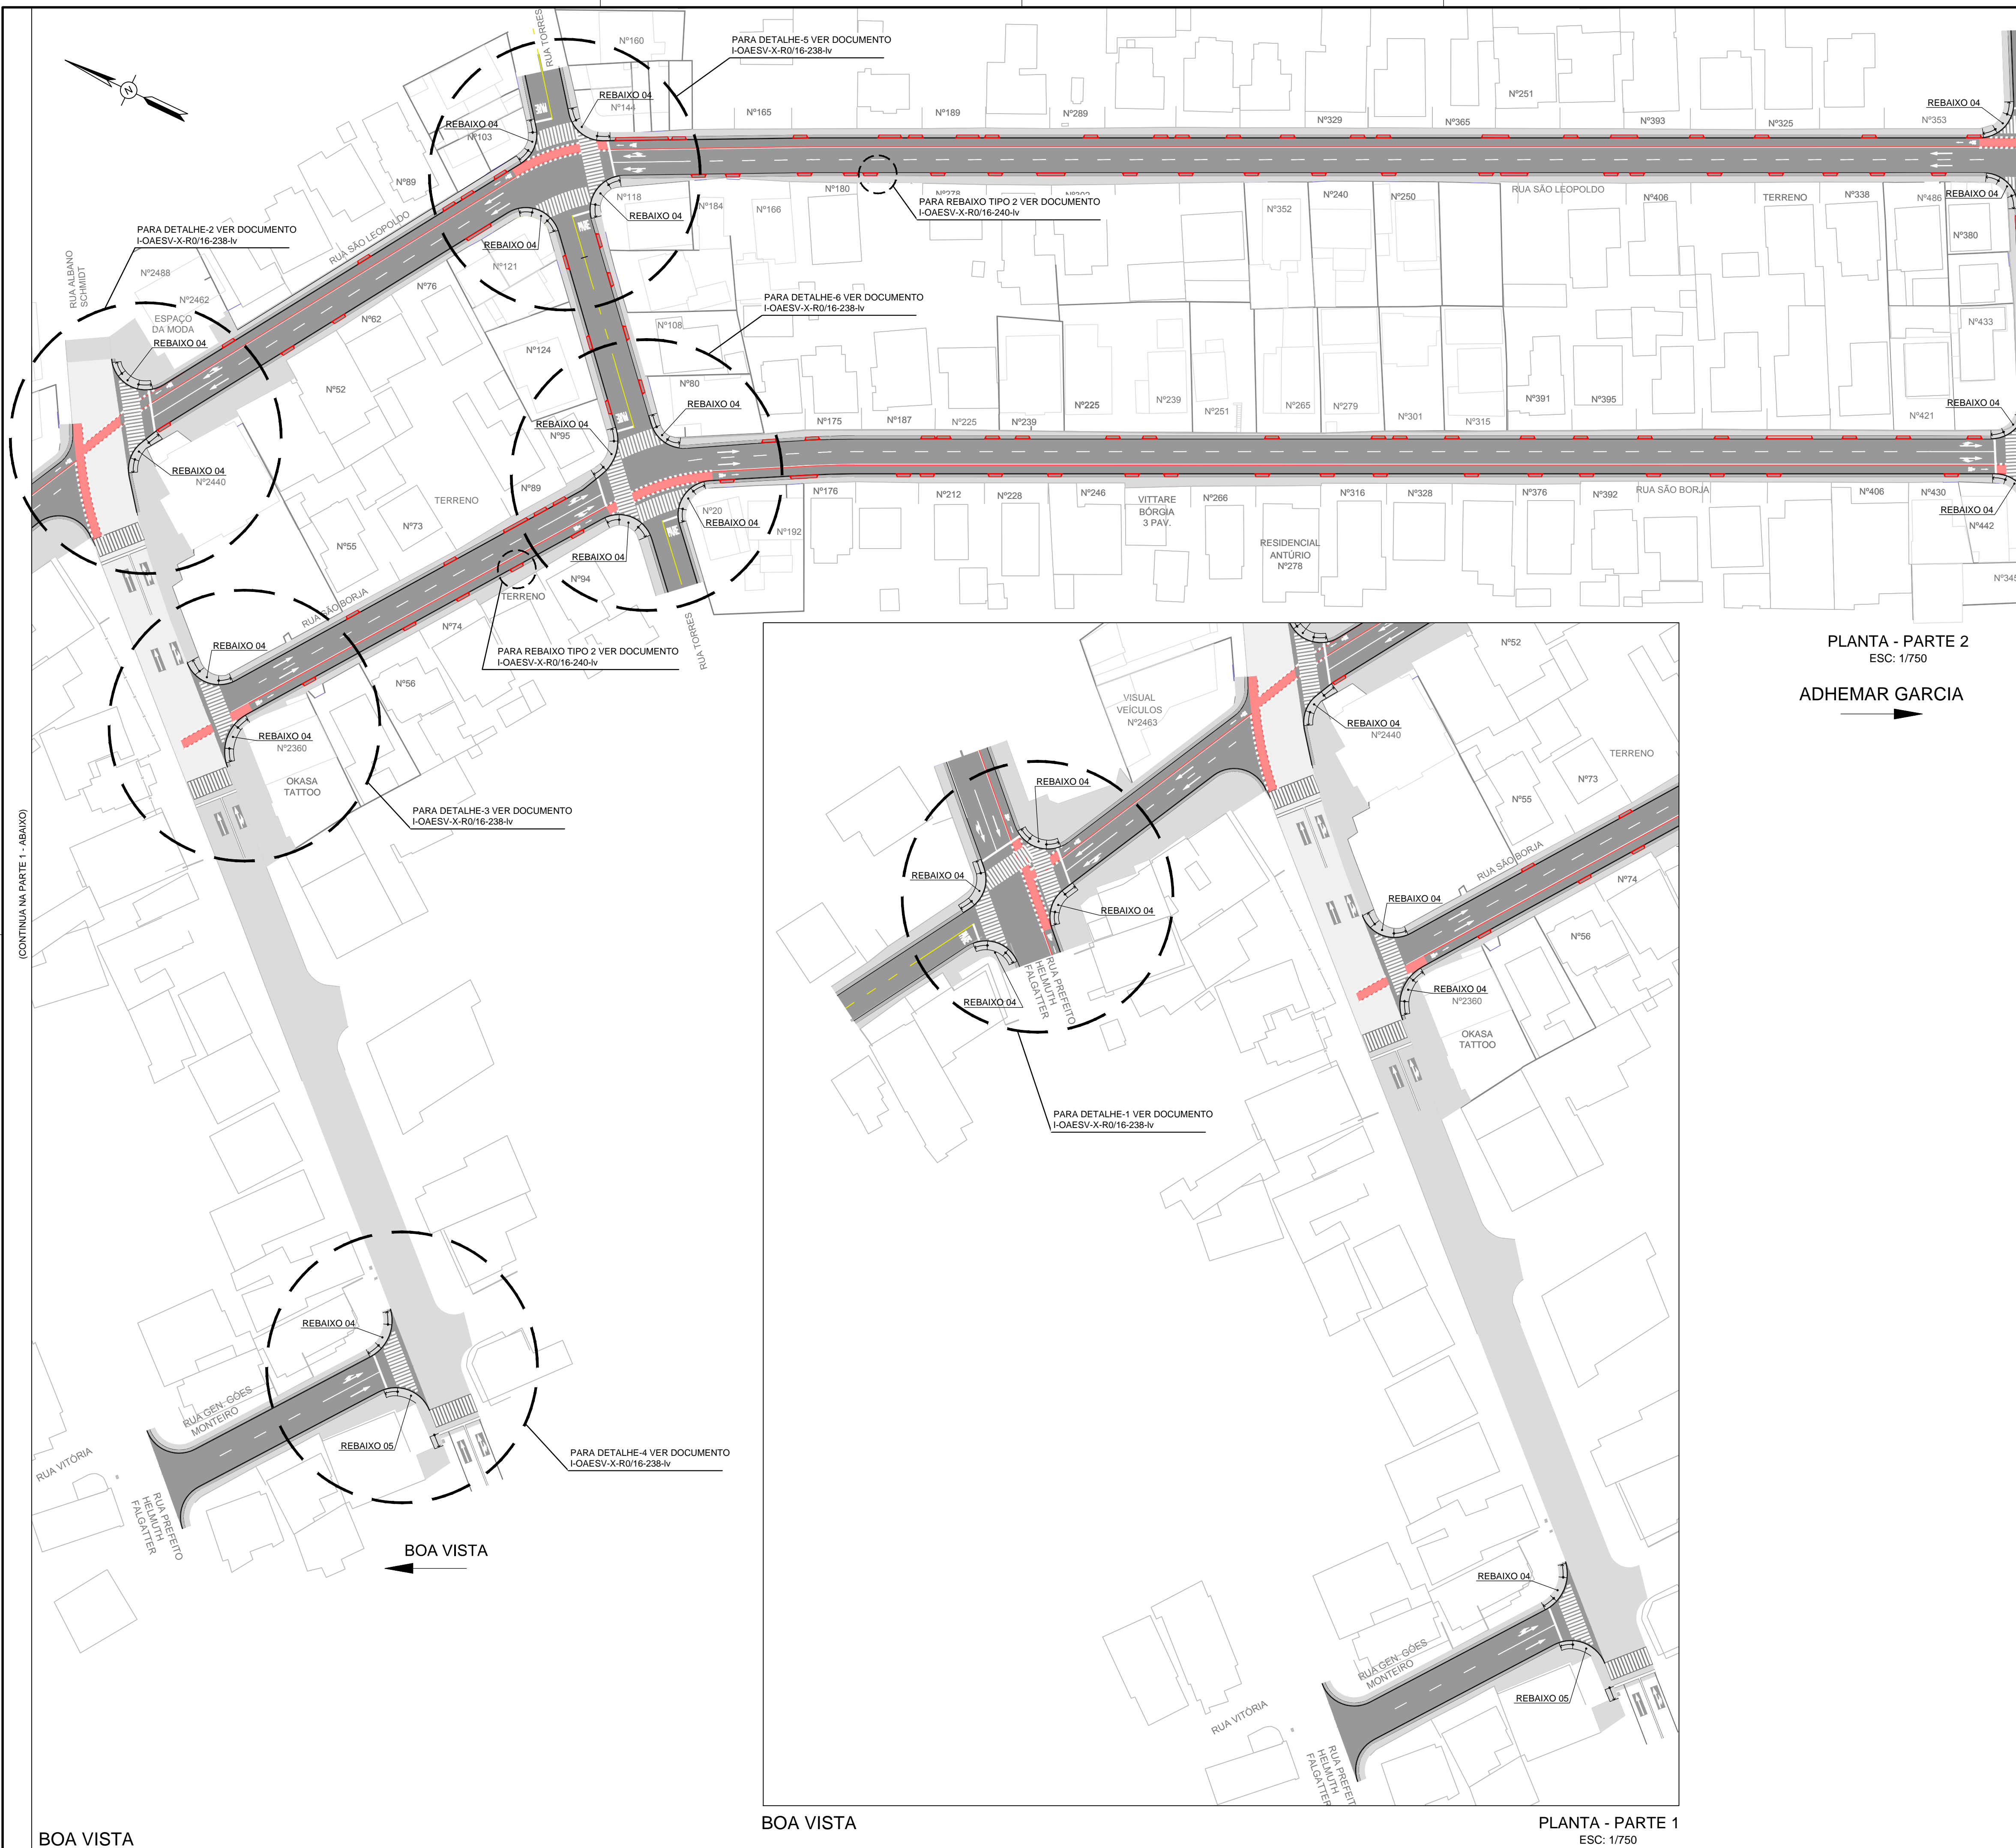 RUA TORRES
Nº160
PARA DETALHE-5 VER DOCUMENTO
I-OAESV-X-R0/16-238-lv
N
REBAIXO 04
Nº144
REBAIXO 04
Nº103
Nº165
Nº189
Nº289
Nº329
Nº365
Nº251
Nº393
Nº325
REBAIXO 04
Nº353
Nº89
RUA SÃO LEOPOLDO
Nº118
REBAIXO 04
Nº184
Nº166
Nº180
Nº278
PARA REBAIXO TIPO 2 VER DOCUMENTO
I-OAESV-X-R0/16-240-lv
Nº352
Nº240
Nº250
RUA SÃO LEOPOLDO
Nº406
TERRENO
Nº338
Nº486
REBAIXO 04
Nº380
PARA DETALHE-2 VER DOCUMENTO
I-OAESV-X-R0/16-238-lv
RUA ALBANO
SCHMIDT
Nº2488
Nº2462
ESPAÇO
DA MODA
REBAIXO 04
REBAIXO 04
Nº121
Nº76
Nº62
Nº52
Nº124
PARA DETALHE-6 VER DOCUMENTO
I-OAESV-X-R0/16-238-lv
Nº108
Nº80
REBAIXO 04
REBAIXO 04
Nº95
Nº433
Nº225
Nº239
Nº251
Nº265
Nº279
Nº301
Nº315
Nº391
Nº395
Nº421
REBAIXO 04
Nº175
Nº187
Nº225
Nº239
REBAIXO 04
Nº2440
TERRENO
Nº89
Nº73
Nº55
Nº20
REBAIXO 04
Nº192
Nº176
Nº212
Nº228
Nº246
VITTARE
BÓRGIA
3 PAV.
Nº266
RESIDENCIAL
ANTÚRIO
Nº278
Nº316
Nº328
Nº376
Nº392
RUA SÃO BORJA
Nº406
Nº430
REBAIXO 04
Nº442
REBAIXO 04
Nº94
TERRENO
RUA SÃO BORJA
Nº74
RUA TORRES
PARA REBAIXO TIPO 2 VER DOCUMENTO
I-OAESV-X-R0/16-240-lv
REBAIXO 04
Nº56
REBAIXO 04
Nº2360
OKASA
TATTOO
PARA DETALHE-3 VER DOCUMENTO
I-OAESV-X-R0/16-238-lv
(CONTINUA NA PARTE 1 - ABAIXO)
PLANTA - PARTE 2
ESC: 1/750
ADHEMAR GARCIA
REBAIXO 04
RUA GEN. GÓES
MONTEIRO
REBAIXO 05
PARA DETALHE-4 VER DOCUMENTO
I-OAESV-X-R0/16-238-lv
RUA VITÓRIA
RUA PREFEITO
HELMUTH
FALGATTER
BOA VISTA
BOA VISTA
Nº52
VISUAL
VEÍCULOS
Nº2463
REBAIXO 04
Nº2440
TERRENO
Nº73
Nº55
REBAIXO 04
REBAIXO 04
REBAIXO 04
REBAIXO 04
RUA PREFEITO
HELMUTH
FALGATTER
RUA SÃO BORJA
Nº74
REBAIXO 04
Nº56
REBAIXO 04
Nº2360
OKASA
TATTOO
PARA DETALHE-1 VER DOCUMENTO
I-OAESV-X-R0/16-238-lv
REBAIXO 04
RUA GEN. GÓES
MONTEIRO
REBAIXO 05
RUA VITÓRIA
RUA PREFEIT
HELMUTH
FALGATTER
BOA VISTA
PLANTA - PARTE 1
ESC: 1/750